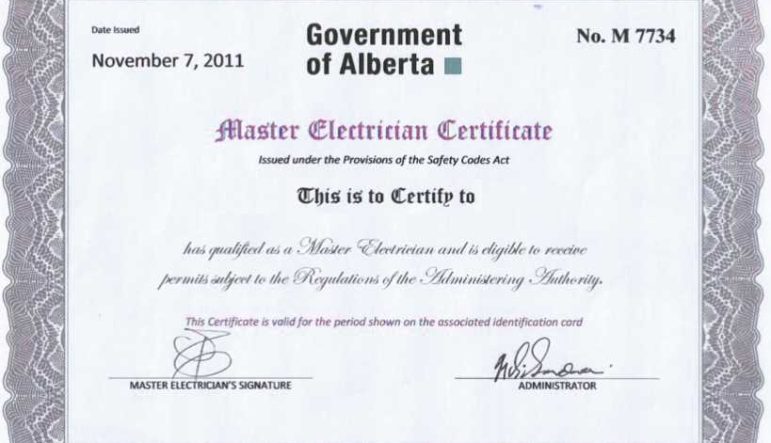 Date Issued
November 7, 2011
Government
of Alberta
No. M 7734
Master Electrician Certificate
Issued under the Provisions of the Safety Codes Act
This is to Certify to
has qualified as a Master Electrician and is eligible to receive
permits subject to the Regulations of the Administering Authority.
This Certificate is valid for the period shown on the associated identification card
MASTER ELECTRICIAN'S SIGNATURE
ADMINISTRATOR